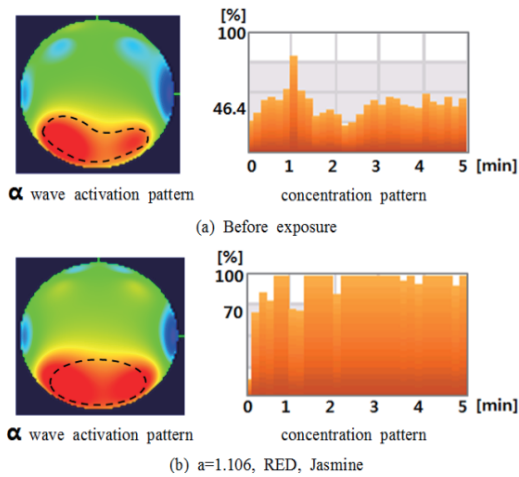 [%]
100
46.4
0 1 2 3 4 5 [min]
α wave activation pattern
concentration pattern
(a) Before exposure
[%]
100
70
0 1 2 3 4 5 [min]
α wave activation pattern
concentration pattern
(b) a=1.106, RED, Jasmine